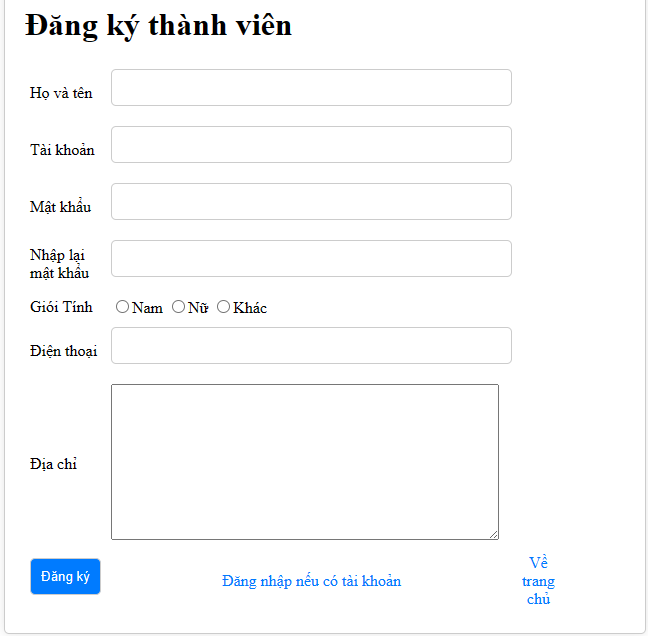 Đăng ký thành viên
Họ và tên
Tài khoản
Mật khẩu
Nhập lại
mật khẩu
Giói Tính Nam Nữ Khác
Điện thoại
Địa chỉ
Đăng ký Đăng nhập nếu có tài khoản
Về
trang
chủ